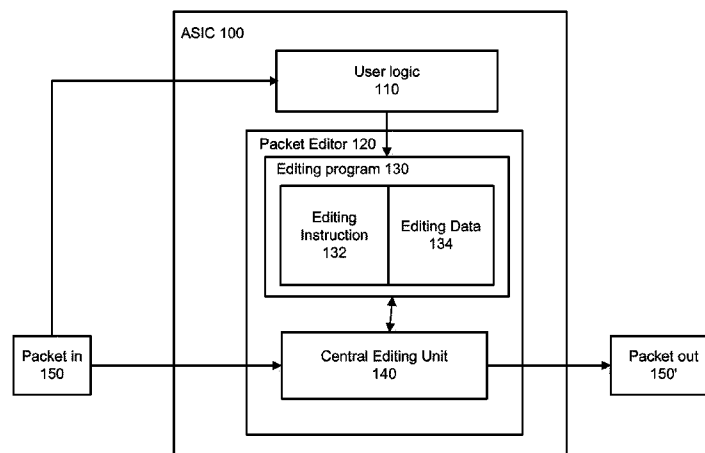 ASIC 100
User logic
110
Packet Editor 120
Editing program 130
Editing
Instruction
132
Editing Data
134
Packet in
150
Central Editing Unit
140
Packet out
150'